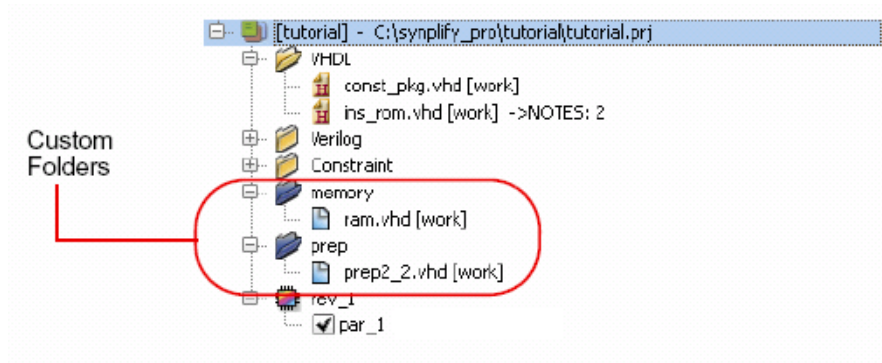 [tutorial] - C:\synplify_pro\tutorial\tutorial.prj
VHDL
const_pkg.vhd [work]
ins_rom.vhd [work] ->NOTES: 2
Verilog
Constraint
memory
ram.vhd [work]
prep
prep2_2.vhd [work]
rev_1
par_1
Custom
Folders